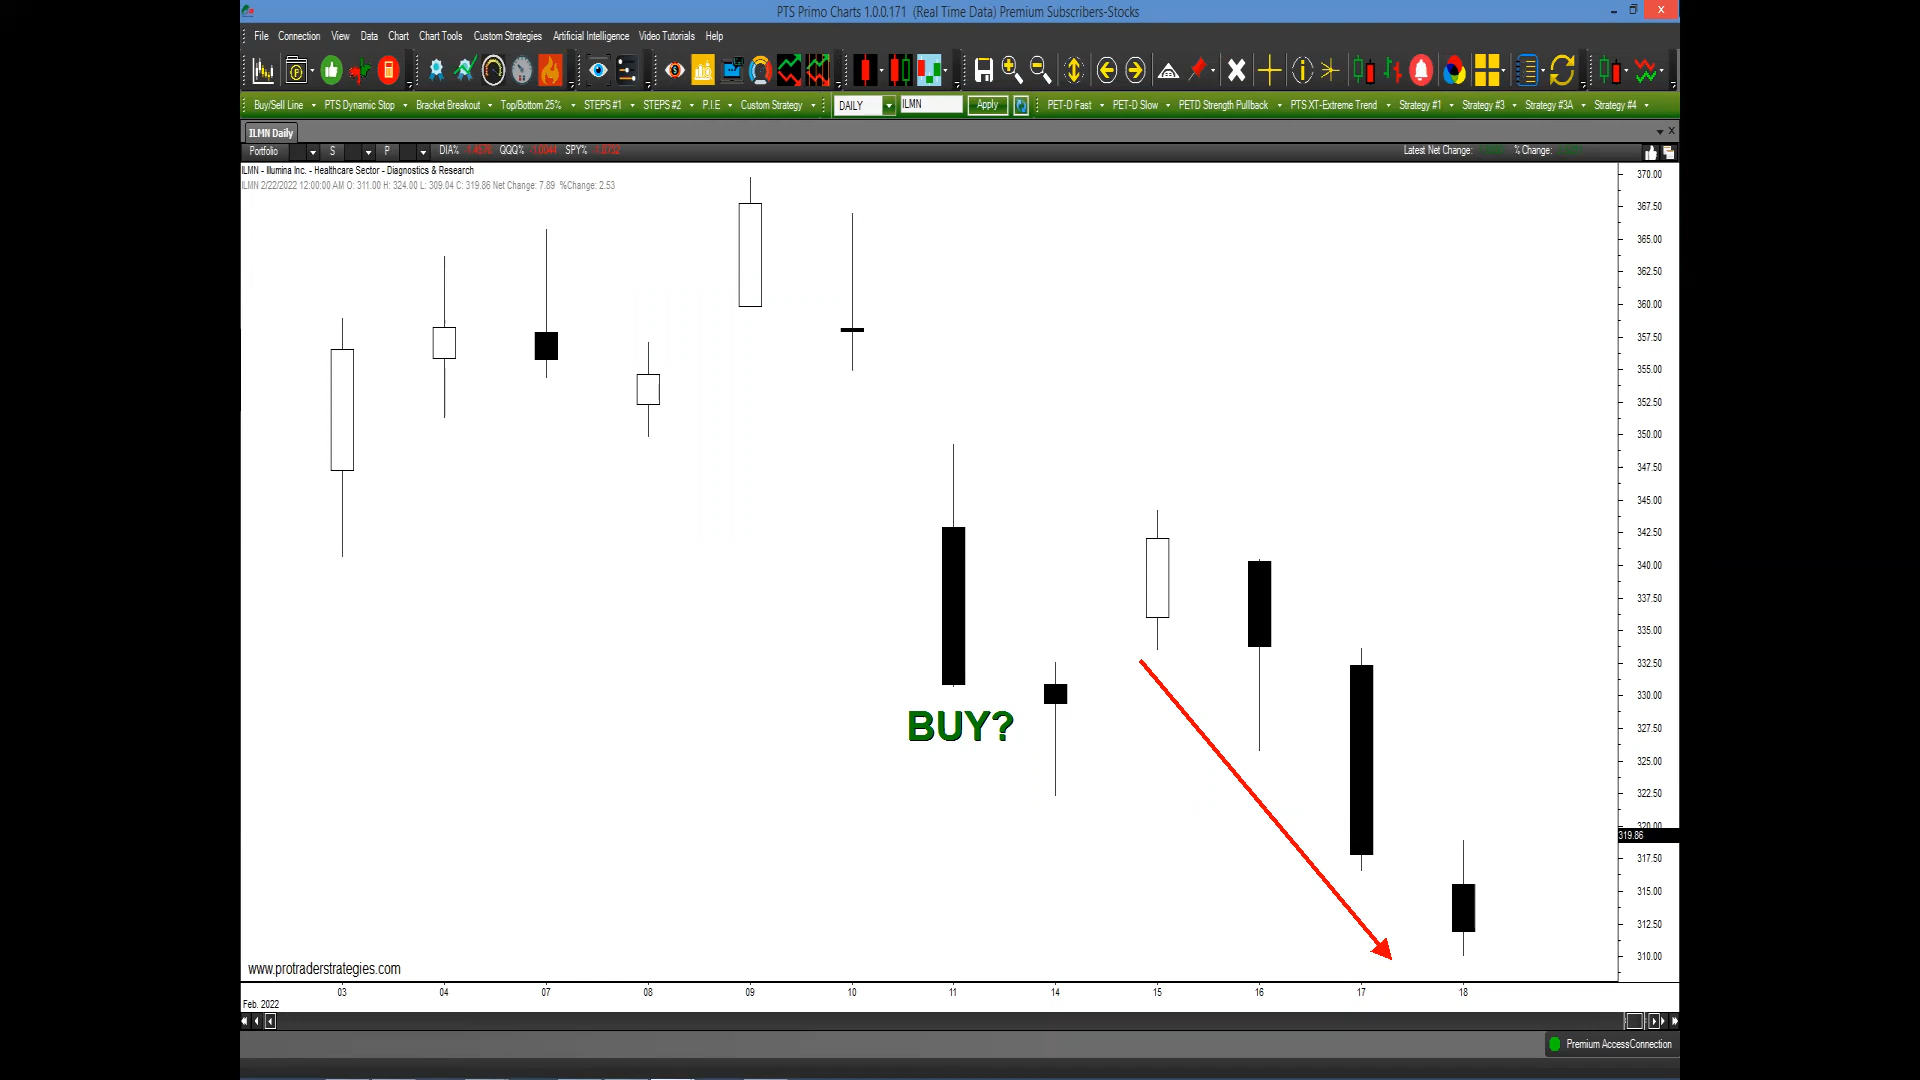 PTS Primo Charts 1.0.0.171 (Real Time Data) Premium Subscribers-Stocks
File Connection View Data Chart Chart Tools Custom Strategies Artificial Intelligence Video Tutorials Help
Buy/Sell Line PTS Dynamic Stop Bracket Breakout Top/Bottom 25% STEPS #1 STEPS #2 P.I.E Custom Strategy DAILY ILMN Apply PET-D Fast PET-D Slow PETD Strength Pullback PTS XT-Extreme Trend Strategy #1 Strategy #3 Strategy #3A Strategy #4
ILMN Daily
Portfolio S P DIA% QQQ% SPY% Latest Net Change: % Change:
ILMN - Illumina Inc. - Healthcare Sector - Diagnostics & Research
ILMN 2/22/2022 12:00:00 AM O: 311.00 H: 324.00 L: 309.04 C: 319.86 Net Change: 7.89 %Change: 2.53
370.00
367.50
365.00
362.50
360.00
357.50
355.00
352.50
350.00
347.50
345.00
342.50
340.00
337.50
335.00
332.50
330.00
327.50
325.00
322.50
320.00
319.86
317.50
315.00
312.50
310.00
BUY?
www.protraderstrategies.com
03 04 07 08 09 10 11 14 15 16 17 18
Feb. 2022
Premium AccessConnection